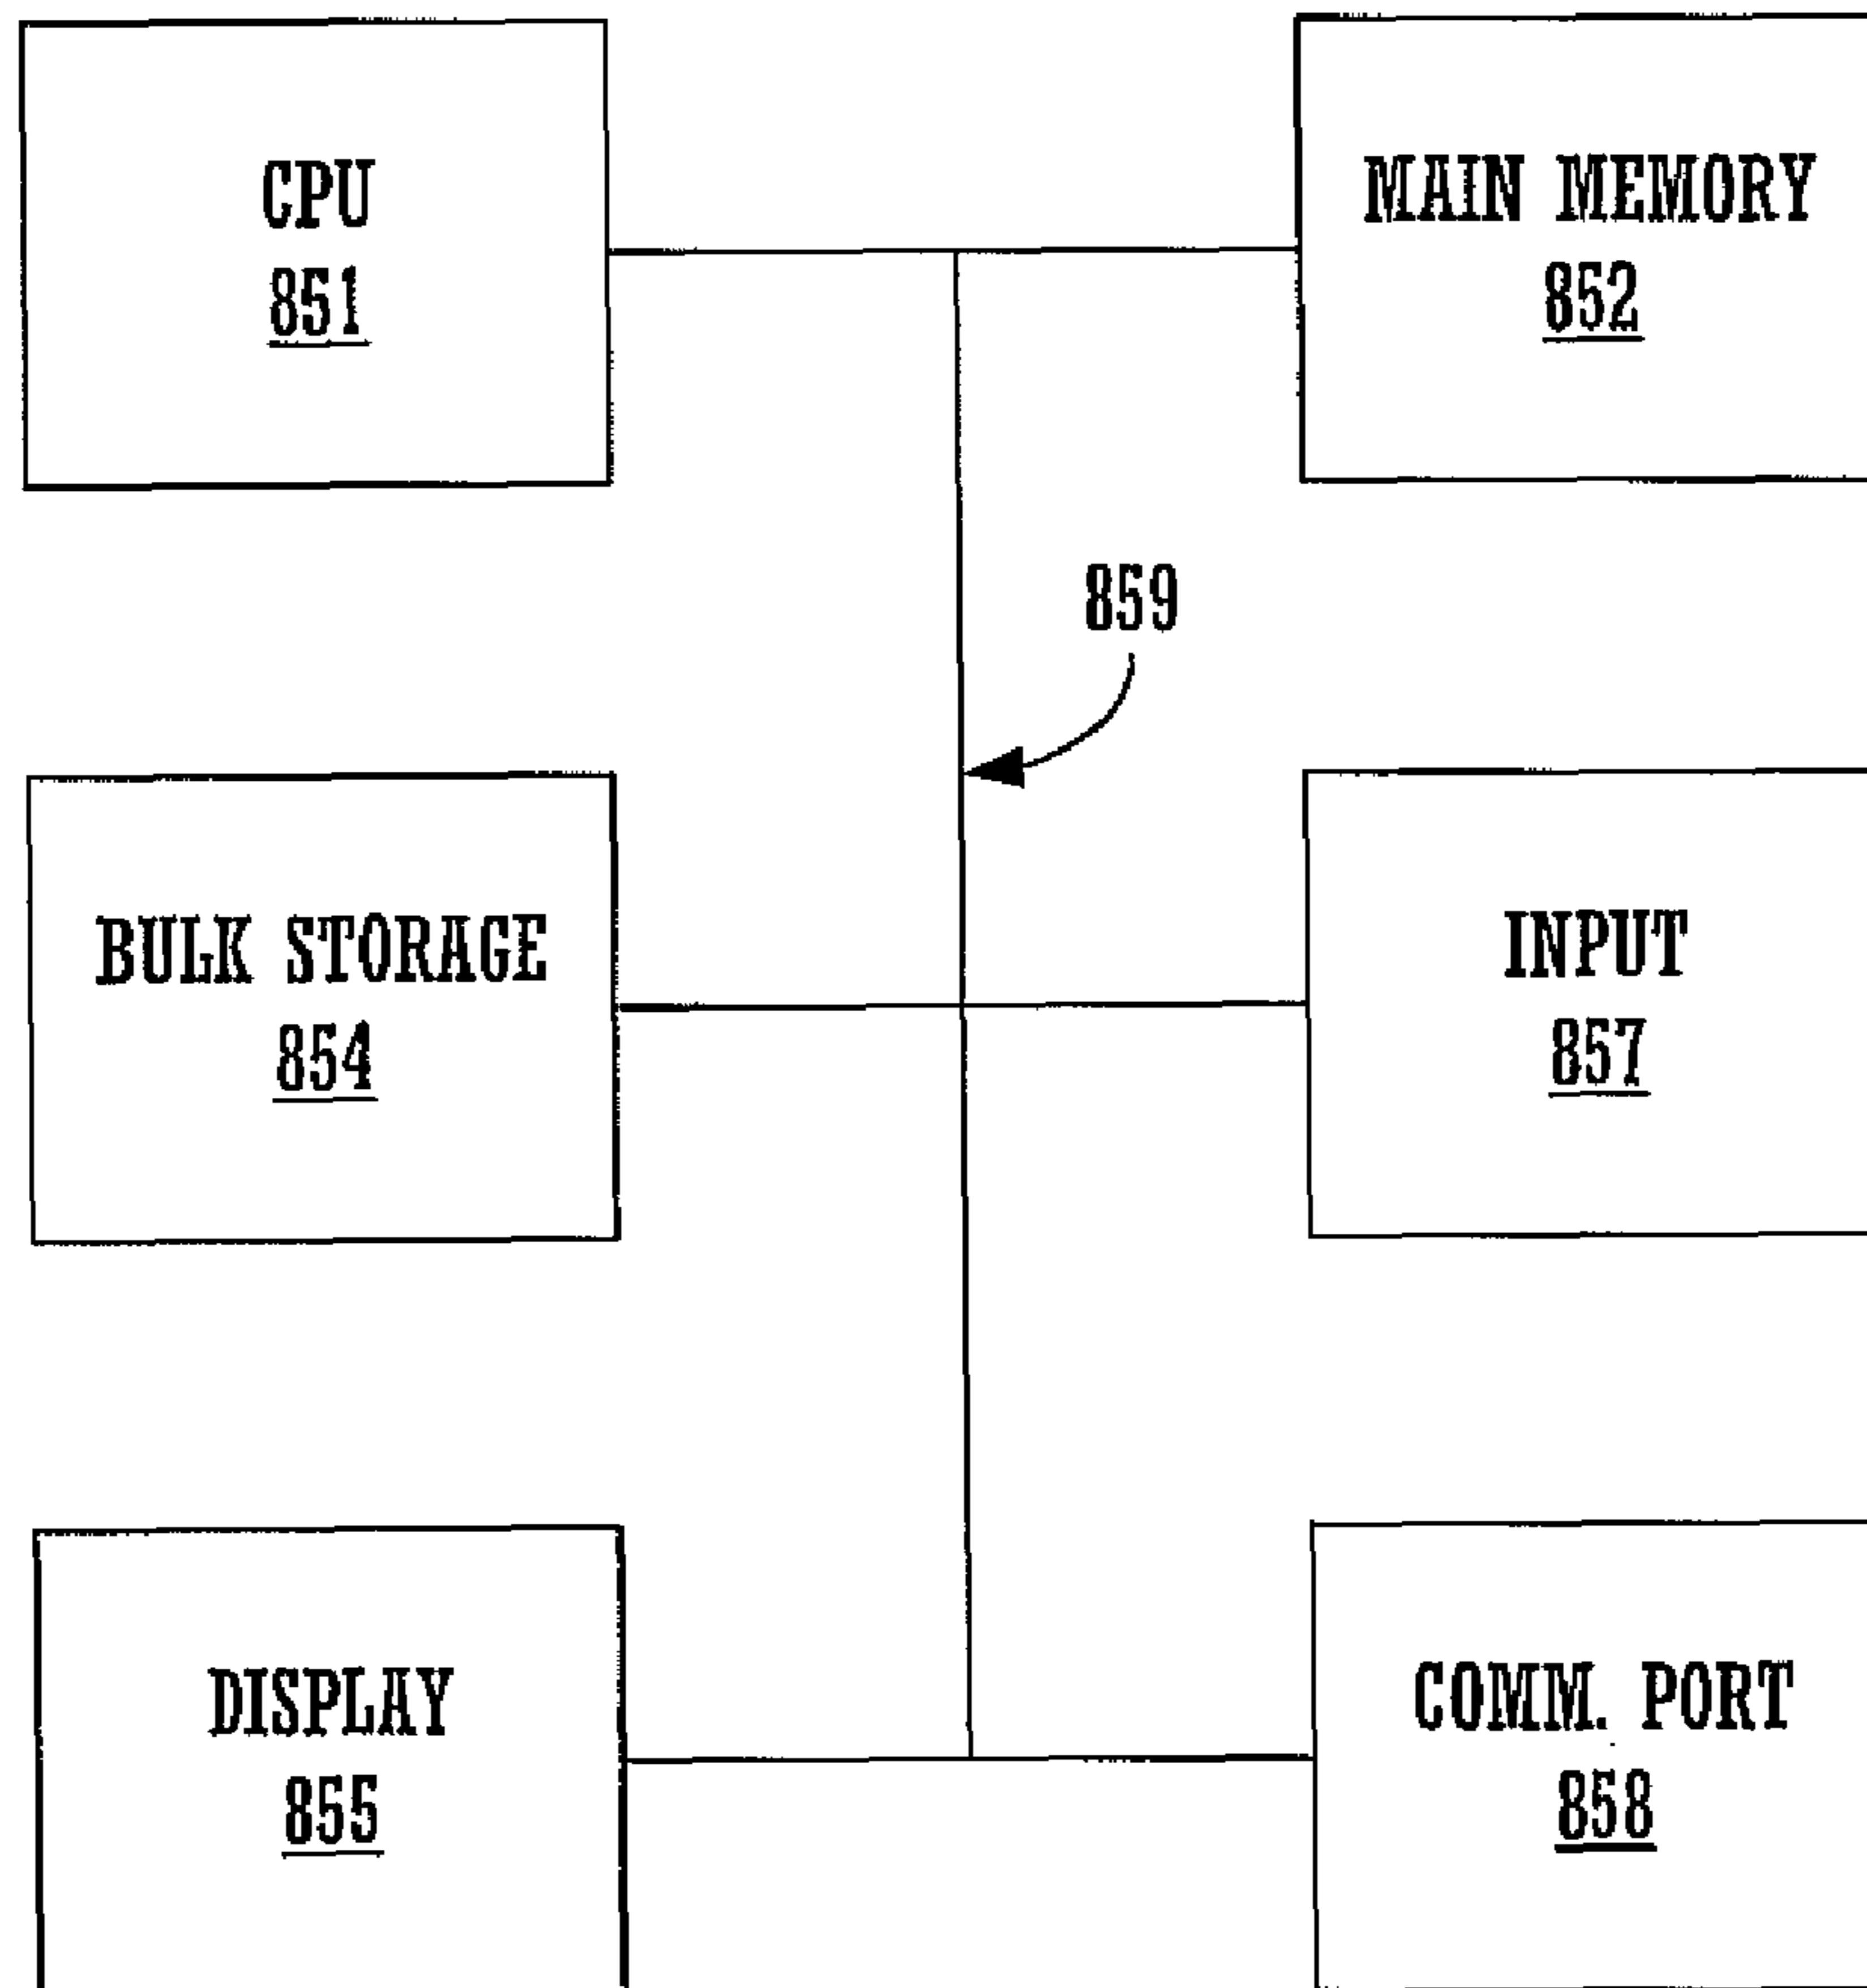 CPU
851
MAIN MEMORY
852
859
BULK STORAGE
854
INPUT
857
DISPLAY
855
COMM. PORT
858